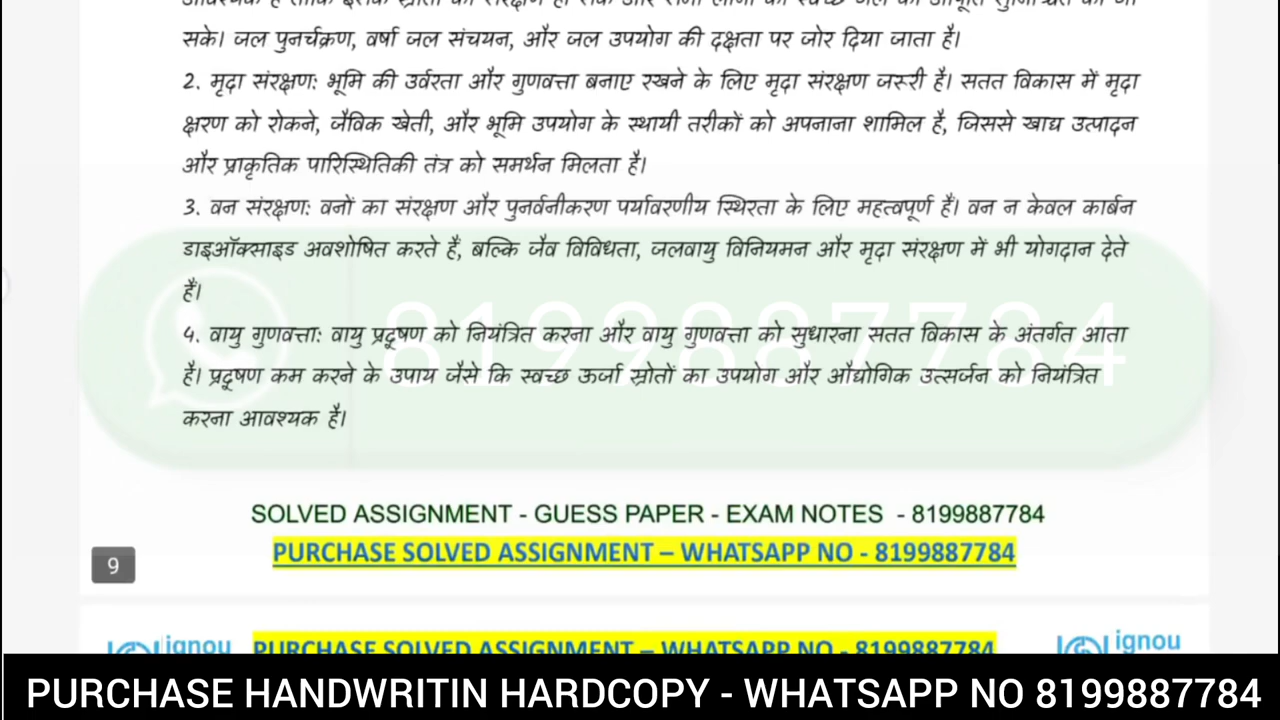 सके। जल पुनर्चक्रण, वर्षा जल संचयन, और जल उपयोग की दक्षता पर जोर दिया जाता है।
2. मृदा संरक्षण: भूमि की उर्वरता और गुणवत्ता बनाए रखने के लिए मृदा संरक्षण जरूरी है। सतत विकास में मृदा
क्षरण को रोकने, जैविक खेती, और भूमि उपयोग के स्थायी तरीकों को अपनाना शामिल है, जिससे खाद्य उत्पादन
और प्राकृतिक पारिस्थितिकी तंत्र को समर्थन मिलता है।
3. वन संरक्षण: वनों का संरक्षण और पुनर्वनीकरण पर्यावरणीय स्थिरता के लिए महत्वपूर्ण हैं। वन न केवल कार्बन
डाइऑक्साइड अवशोषित करते हैं, बल्कि जैव विविधता, जलवायु विनियमन और मृदा संरक्षण में भी योगदान देते
हैं।
4. वायु गुणवत्ता: वायु प्रदूषण को नियंत्रित करना और वायु गुणवत्ता को सुधारना सतत विकास के अंतर्गत आता
है। प्रदूषण कम करने के उपाय जैसे कि स्वच्छ ऊर्जा स्रोतों का उपयोग और औद्योगिक उत्सर्जन को नियंत्रित
करना आवश्यक है।
8199887784
SOLVED ASSIGNMENT - GUESS PAPER - EXAM NOTES - 8199887784
PURCHASE SOLVED ASSIGNMENT – WHATSAPP NO - 8199887784
9
ignou PURCHASE SOLVED ASSIGNMENT – WHATSAPP NO - 8199887784 ignou
PURCHASE HANDWRITIN HARDCOPY - WHATSAPP NO 8199887784